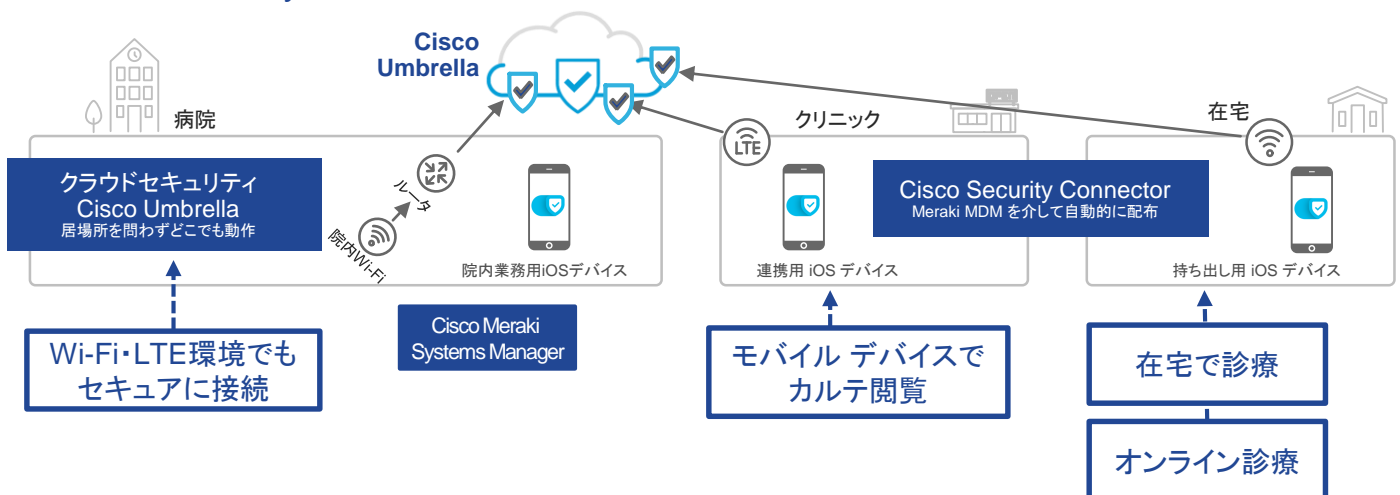 Cisco
Umbrella
病院
クリニック
在宅
LTE
クラウドセキュリティ
Cisco Umbrella
居場所を問わずどこでも動作
ルータ
院内Wi-Fi
院内業務用iOSデバイス
Cisco Security Connector
Meraki MDM を介して自動的に配布
連携用 iOS デバイス
持ち出し用 iOS デバイス
Cisco Meraki
Systems Manager
Wi-Fi・LTE環境でも
セキュアに接続
モバイル デバイスで
カルテ閲覧
在宅で診療
オンライン診療